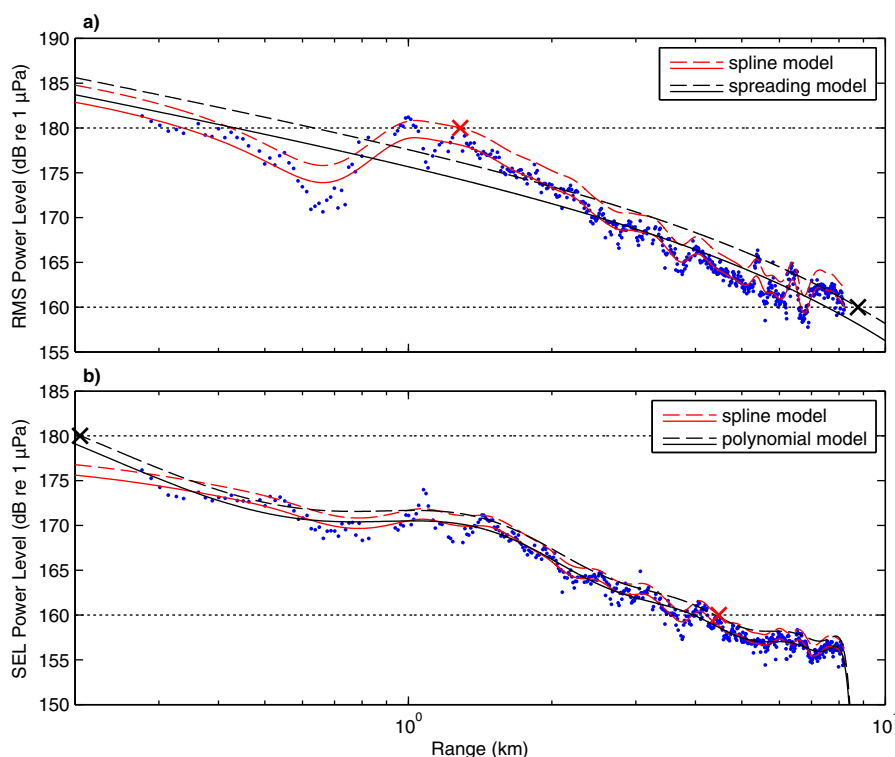 a)
190
185
180
175
170
165
160
155
RMS Power Level (dB re 1 µPa)
spline model
spreading model
b)
185
180
175
170
165
160
155
150
SEL Power Level (dB re 1 µPa)
spline model
polynomial model
10⁰
10¹
Range (km)